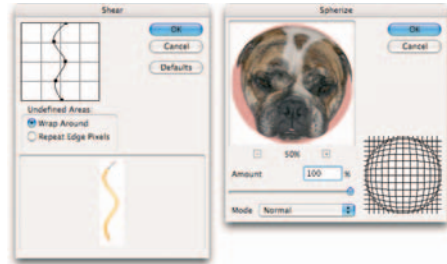 Shear
OK
Cancel
Defaults
Undefined Areas:
Wrap Around
Repeat Edge Pixels
Spherize
OK
Cancel
50%
Amount 100 %
Mode Normal